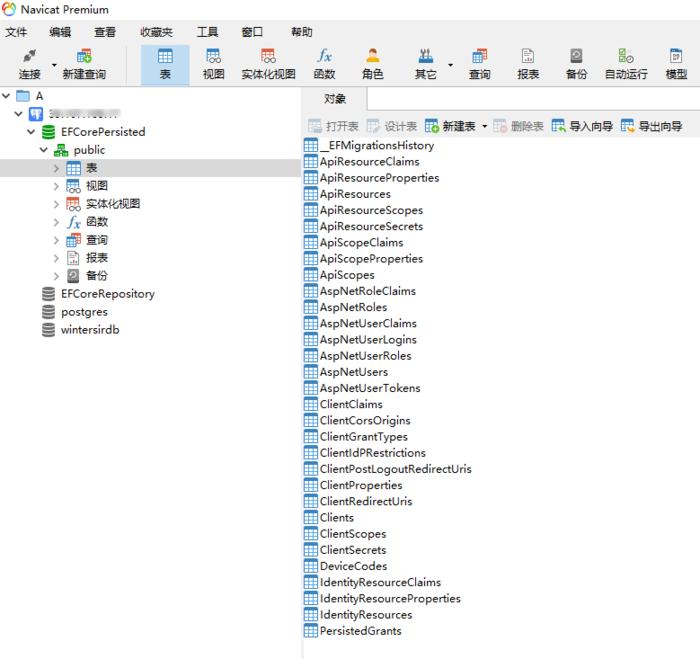 Navicat Premium
文件 编辑 查看 收藏夹 工具 窗口 帮助
连接 新建查询 表 视图 实体化视图 函数 角色 其它 查询 报表 备份 自动运行 模型
A
EFCorePersisted
public
表
视图
实体化视图
函数
查询
报表
备份
EFCoreRepository
postgres
wintersirdb
对象
打开表 设计表 新建表 删除表 导入向导 导出向导
__EFMigrationsHistory
ApiResourceClaims
ApiResourceProperties
ApiResources
ApiResourceScopes
ApiResourceSecrets
ApiScopeClaims
ApiScopeProperties
ApiScopes
AspNetRoleClaims
AspNetRoles
AspNetUserClaims
AspNetUserLogins
AspNetUserRoles
AspNetUsers
AspNetUserTokens
ClientClaims
ClientCorsOrigins
ClientGrantTypes
ClientIdPRestrictions
ClientPostLogoutRedirectUris
ClientProperties
ClientRedirectUris
Clients
ClientScopes
ClientSecrets
DeviceCodes
IdentityResourceClaims
IdentityResourceProperties
IdentityResources
PersistedGrants